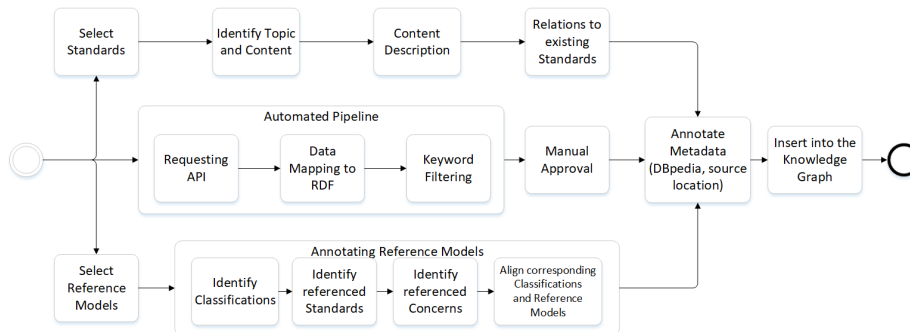 Select
Standards
Identify Topic
and Content
Content
Description
Relations to
existing
Standards
Automated Pipeline
Requesting
API
Data
Mapping to
RDF
Keyword
Filtering
Manual
Approval
Annotate
Metadata
(DBpedia, source
location)
Insert into the
Knowledge
Graph
Select
Reference
Models
Annotating Reference Models
Identify
Classifications
Identify
referenced
Standards
Identify
referenced
Concerns
Align corresponding
Classifications
and Reference
Models